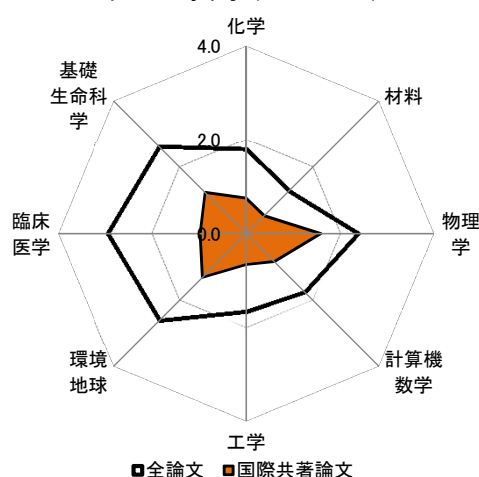 化学
4.0
基礎
生命科
学
材料
2.0
臨床
医学
0.0
物理
学
環境
地球
計算機
数学
工学
全論文 国際共著論文